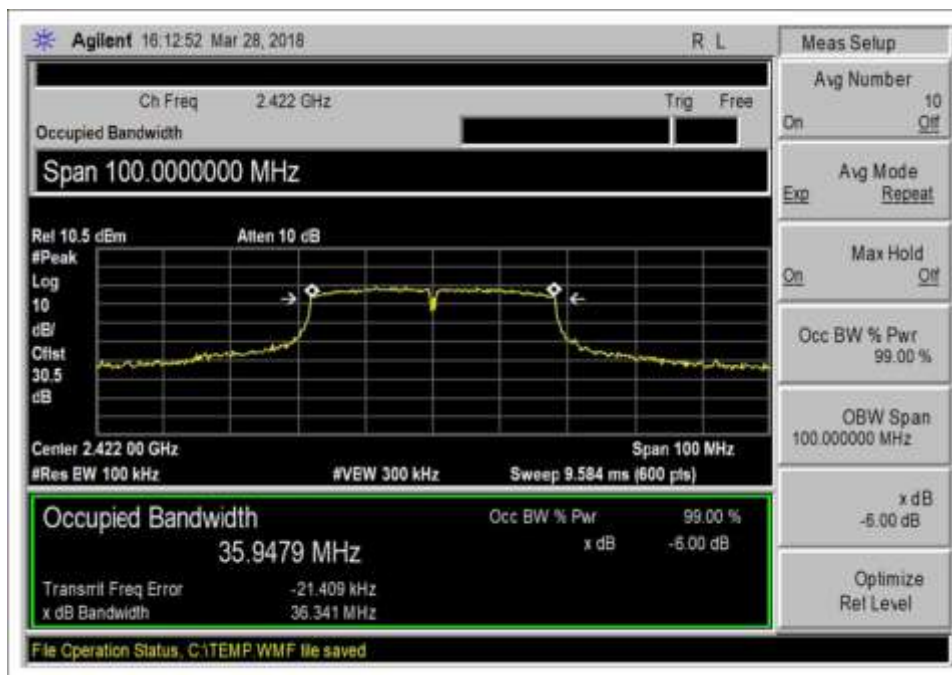 Agilent 16:12:52 Mar 28, 2018 R L
Ch Freq 2.422 GHz Trig Free
Occupied Bandwidth
Span 100.0000000 MHz
Ref 10.5 dBm Atten 10 dB
#Peak
Log
10
dB/
Offst
30.5
dB
Center 2.422 00 GHz Span 100 MHz
#Res BW 100 kHz #VBW 300 kHz Sweep 9.584 ms (600 pts)
Occupied Bandwidth Occ BW % Pwr 99.00 %
35.9479 MHz x dB -6.00 dB
Transmit Freq Error -21.409 kHz
x dB Bandwidth 36.341 MHz
File Operation Status, C:\TEMP.WMF file saved
Meas Setup
Avg Number
10
On Off
Avg Mode
Exp Repeat
Max Hold
On Off
Occ BW % Pwr
99.00 %
OBW Span
100.000000 MHz
x dB
-6.00 dB
Optimize
Ref Level